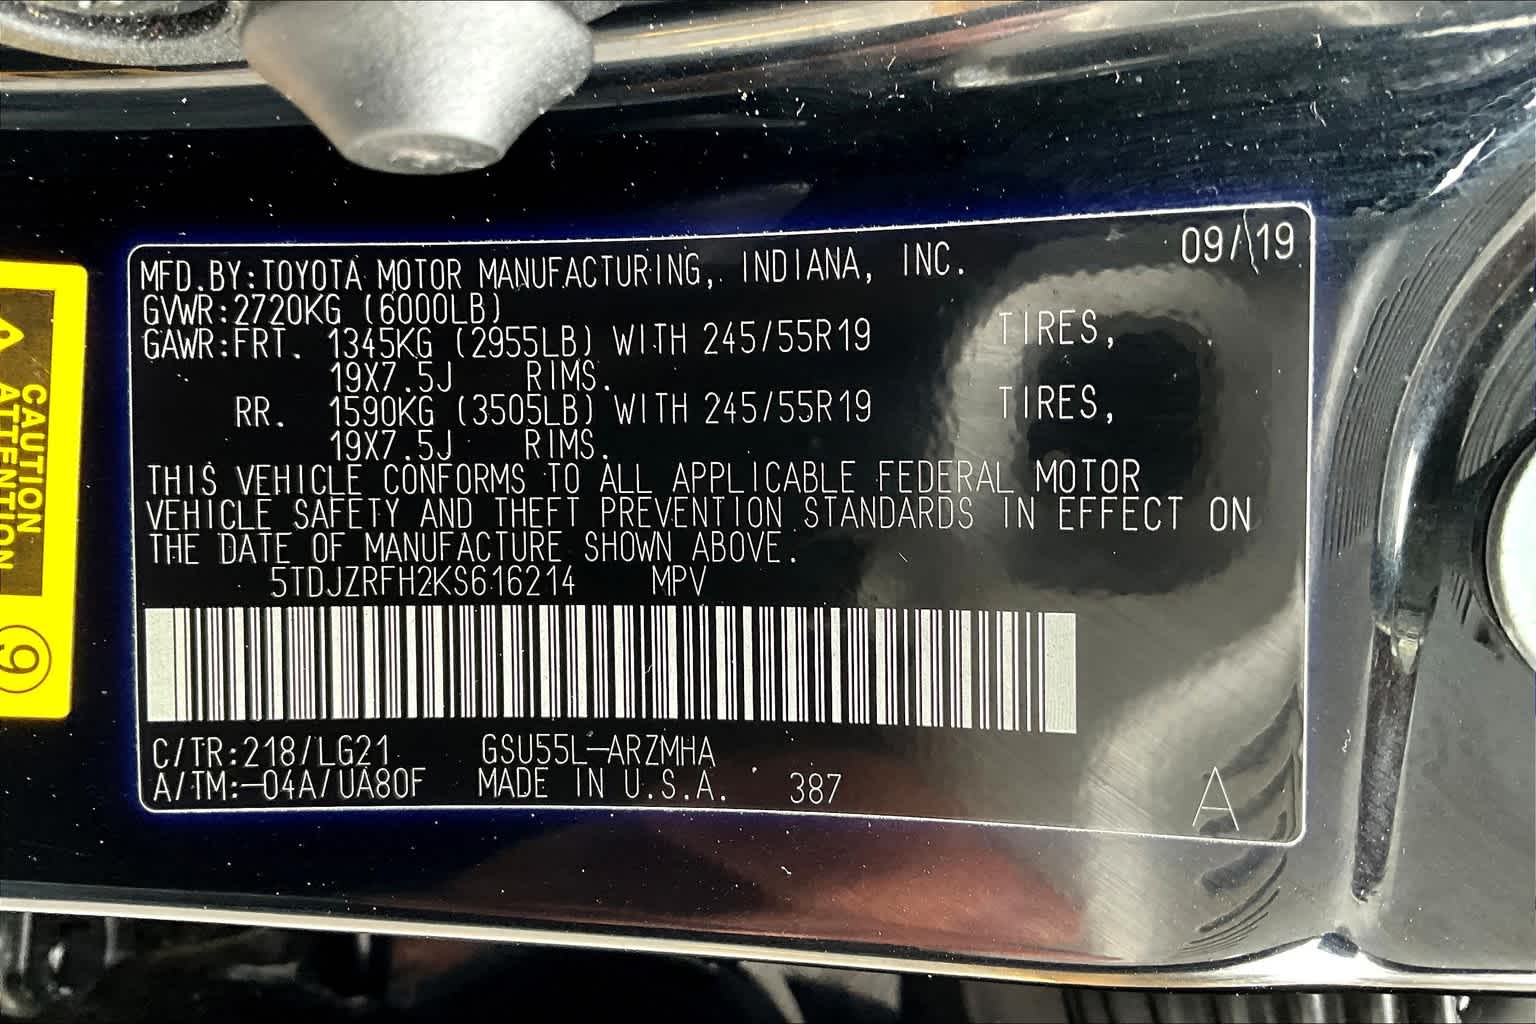 09/19
MFD.BY:TOYOTA MOTOR MANUFACTURING, INDIANA, INC.
GVWR:2720KG (6000LB)
GAWR:FRT. 1345KG (2955LB) WITH 245/55R19 TIRES,
19X7.5J RIMS.
RR. 1590KG (3505LB) WITH 245/55R19 TIRES,
19X7.5J RIMS.
THIS VEHICLE CONFORMS TO ALL APPLICABLE FEDERAL MOTOR
VEHICLE SAFETY AND THEFT PREVENTION STANDARDS IN EFFECT ON
THE DATE OF MANUFACTURE SHOWN ABOVE.
5TDJZRFH2KS616214 MPV
C/TR:218/LG21 GSU55L-ARZMHA
A/TM:-04A/UA80F MADE IN U.S.A. 387
A
CAUTION
ATTENTION
9